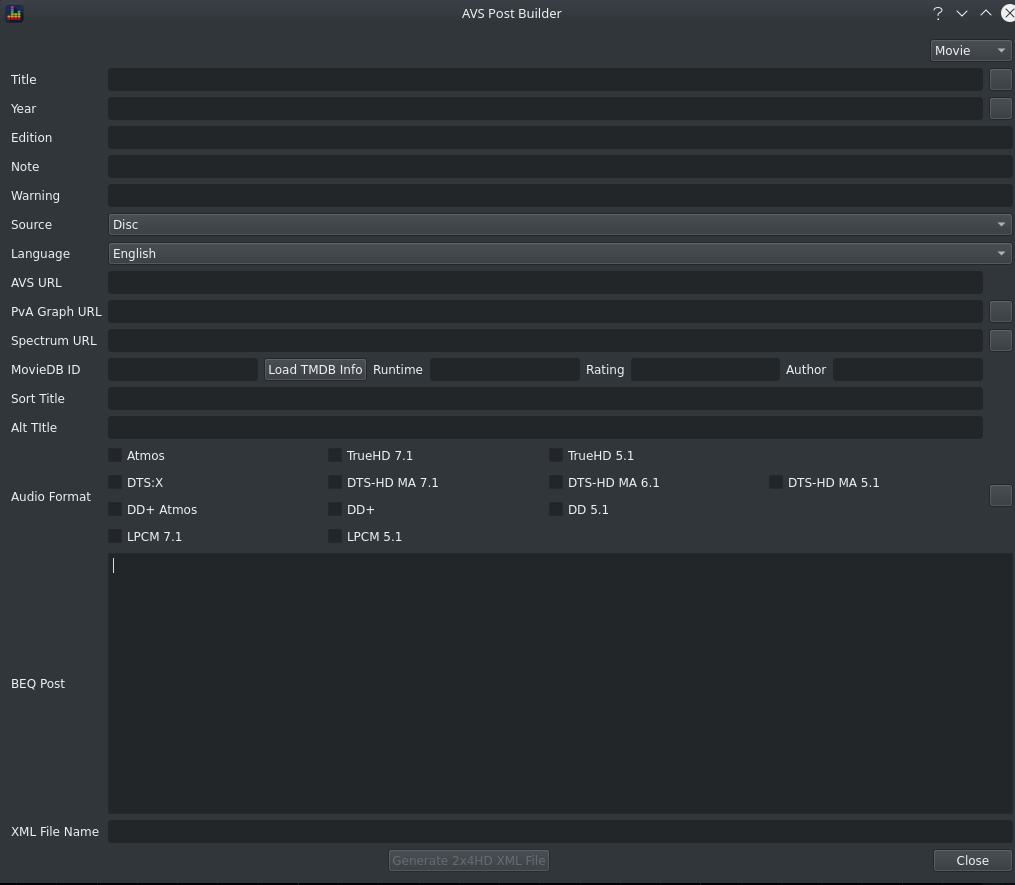 AVS Post Builder
Movie
Title
Year
Edition
Note
Warning
Source Disc
Language English
AVS URL
PvA Graph URL
Spectrum URL
MovieDB ID Load TMDB Info Runtime Rating Author
Sort Title
Alt TItle
Atmos TrueHD 7.1 TrueHD 5.1
DTS:X DTS-HD MA 7.1 DTS-HD MA 6.1 DTS-HD MA 5.1
Audio Format
DD+ Atmos DD+ DD 5.1
LPCM 7.1 LPCM 5.1
BEQ Post
XML File Name
Generate 2x4HD XML File Close